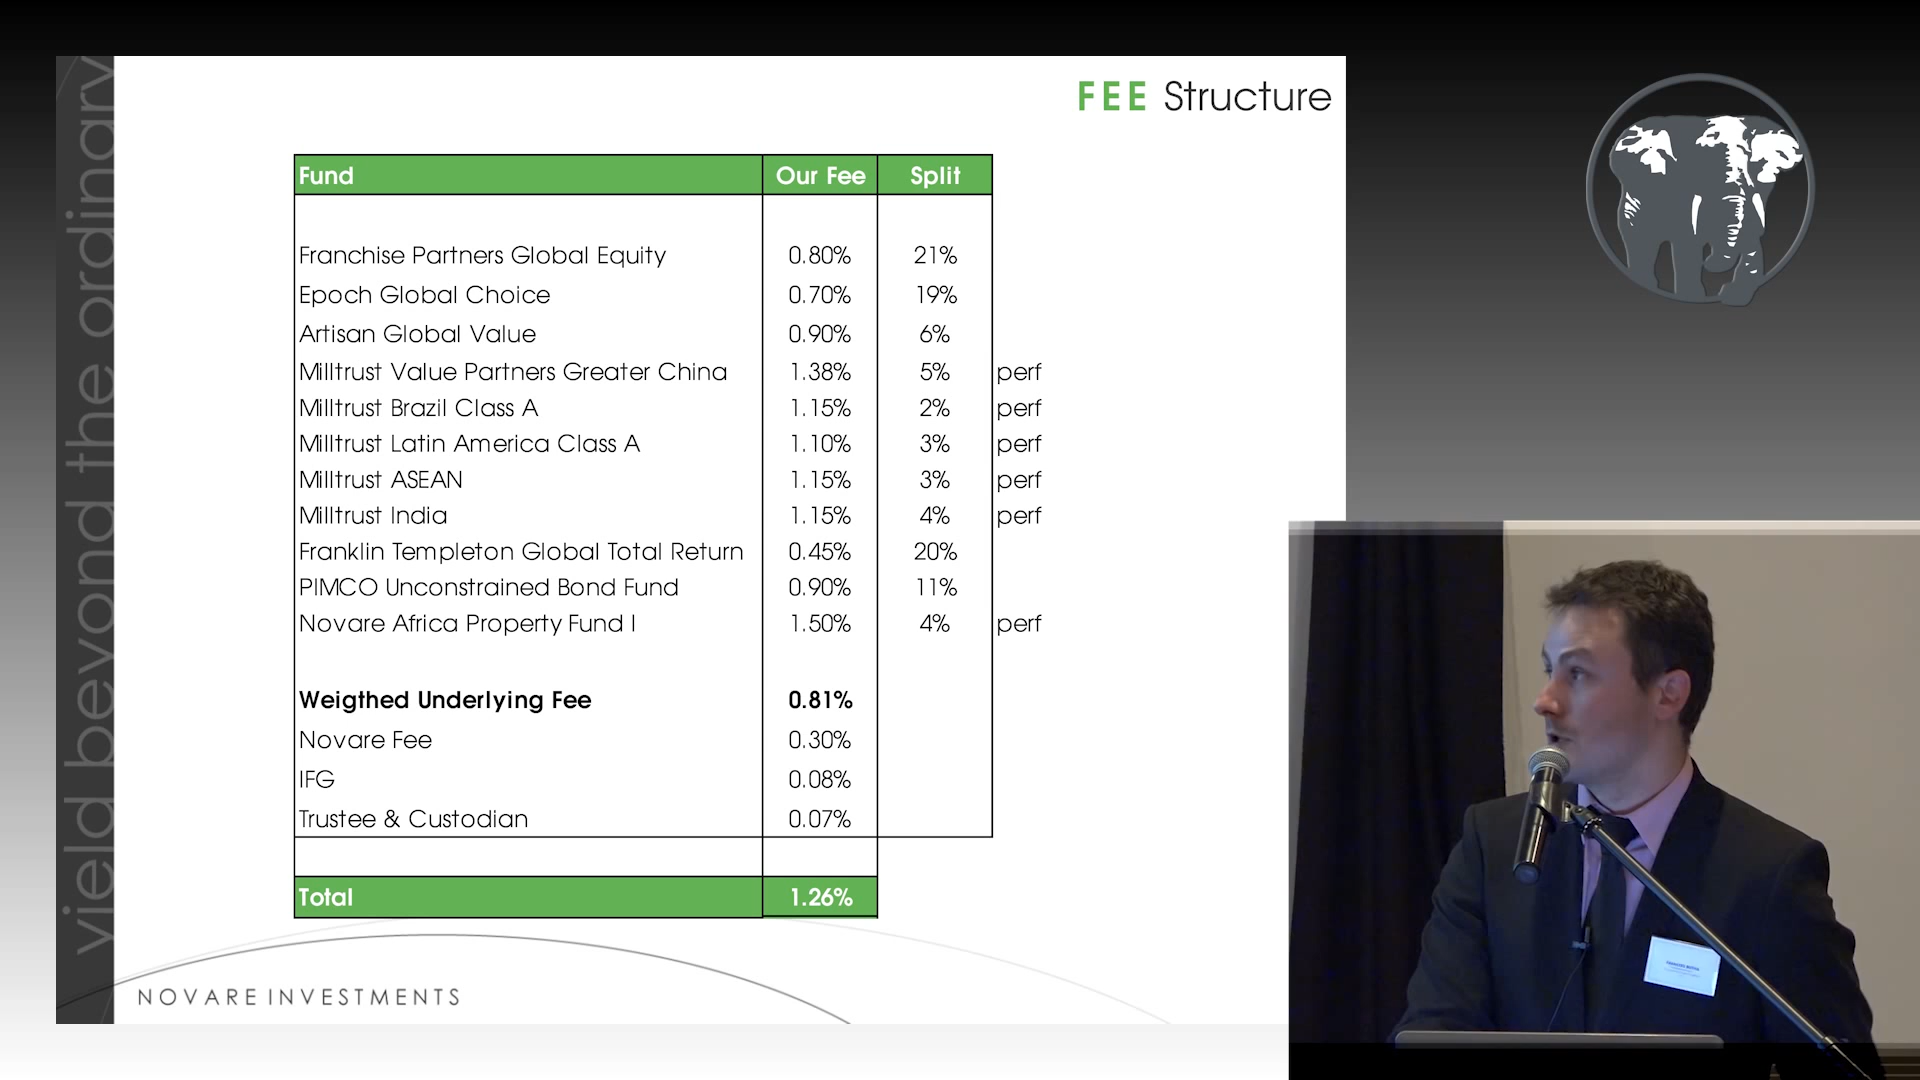 yield beyond the ordinary
FEE Structure
Fund Our Fee Split
Franchise Partners Global Equity 0.80% 21%
Epoch Global Choice 0.70% 19%
Artisan Global Value 0.90% 6%
Milltrust Value Partners Greater China 1.38% 5% perf
Milltrust Brazil Class A 1.15% 2% perf
Milltrust Latin America Class A 1.10% 3% perf
Milltrust ASEAN 1.15% 3% perf
Milltrust India 1.15% 4% perf
Franklin Templeton Global Total Return 0.45% 20%
PIMCO Unconstrained Bond Fund 0.90% 11%
Novare Africa Property Fund I 1.50% 4% perf
Weigthed Underlying Fee 0.81%
Novare Fee 0.30%
IFG 0.08%
Trustee & Custodian 0.07%
Total 1.26%
NOVARE INVESTMENTS